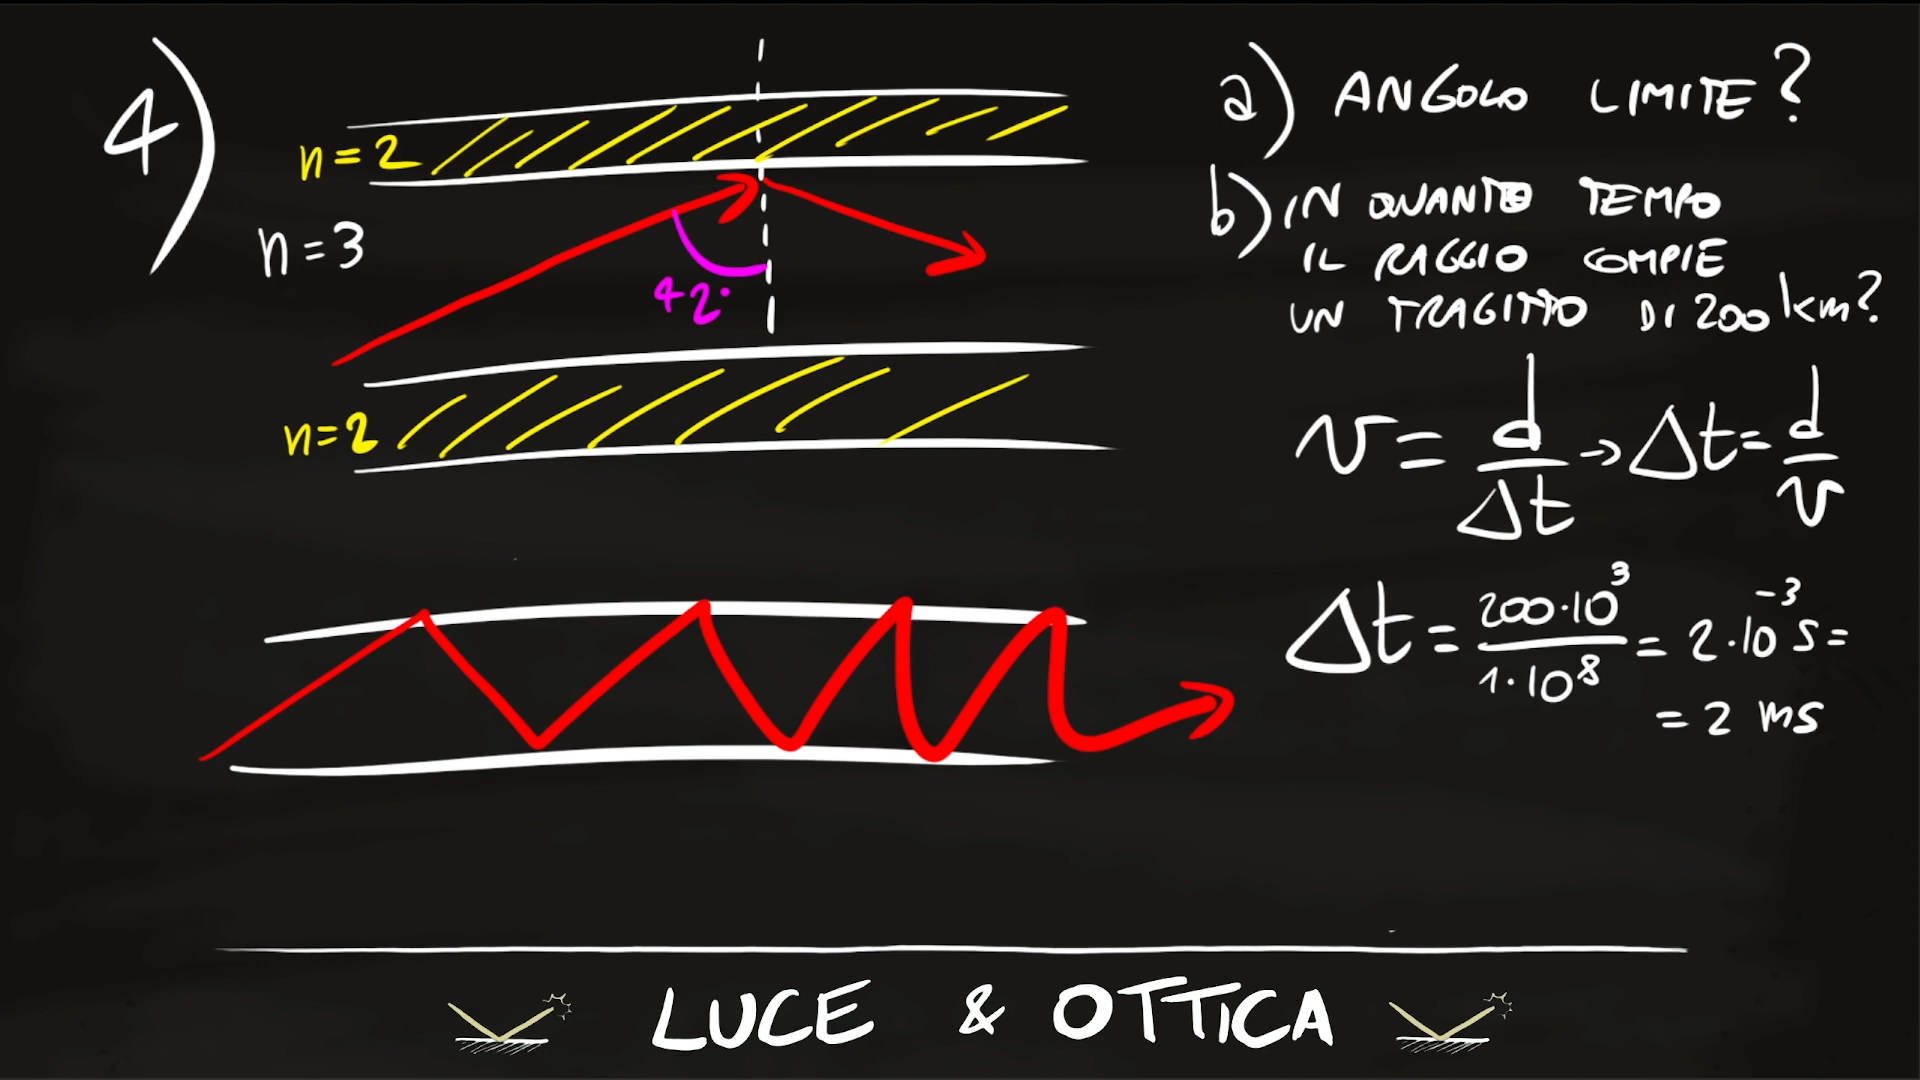 4)
n=2
n=3
42°
n=2
a) ANGOLO LIMITE?
b) IN QUANTO TEMPO
IL RAGGIO COMPIE
UN TRAGITTO DI 200 km?
v = d/Δt → Δt = d/v
Δt = 200·10³/1·10⁸ = 2·10⁻³ s =
= 2 ms
LUCE & OTTICA